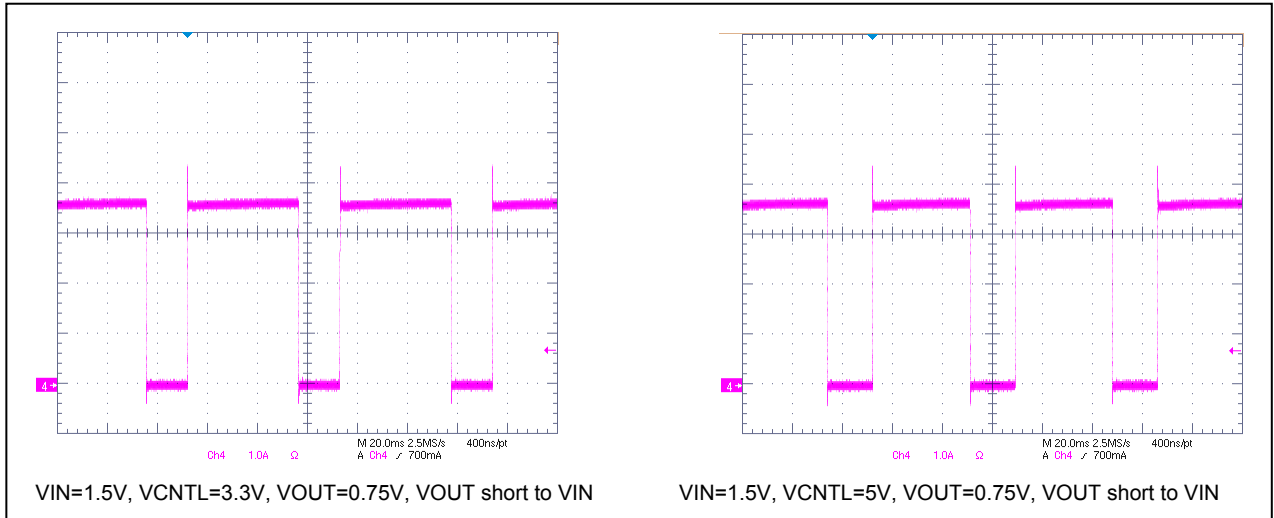 4
M 20.0ms 2.5MS/s 400ns/pt
Ch4 1.0A Ω A Ch4 / 700mA
VIN=1.5V, VCNTL=3.3V, VOUT=0.75V, VOUT short to VIN
4
M 20.0ms 2.5MS/s 400ns/pt
Ch4 1.0A Ω A Ch4 / 700mA
VIN=1.5V, VCNTL=5V, VOUT=0.75V, VOUT short to VIN